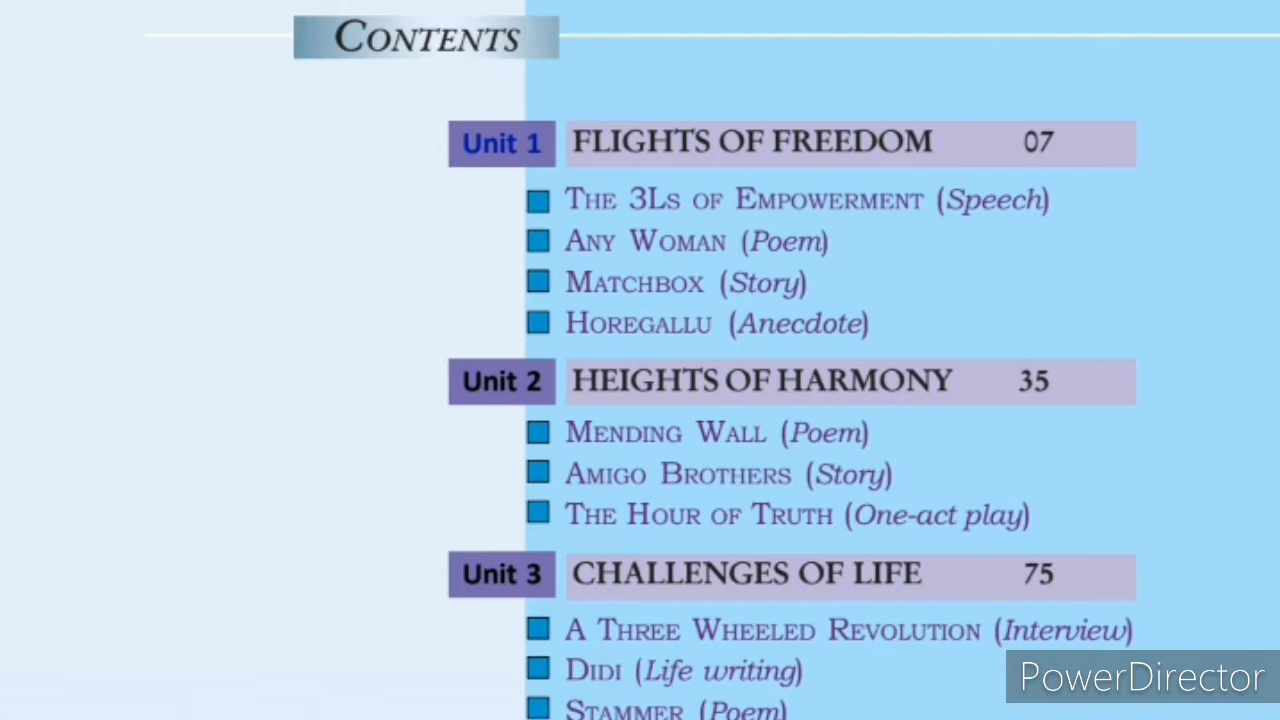 CONTENTS
Unit 1 FLIGHTS OF FREEDOM 07
THE 3LS OF EMPOWERMENT (Speech)
ANY WOMAN (Poem)
MATCHBOX (Story)
HOREGALLU (Anecdote)
Unit 2 HEIGHTS OF HARMONY 35
MENDING WALL (Poem)
AMIGO BROTHERS (Story)
THE HOUR OF TRUTH (One-act play)
Unit 3 CHALLENGES OF LIFE 75
A THREE WHEELED REVOLUTION (Interview)
DIDI (Life writing)
STAMMER (Poem)
PowerDirector